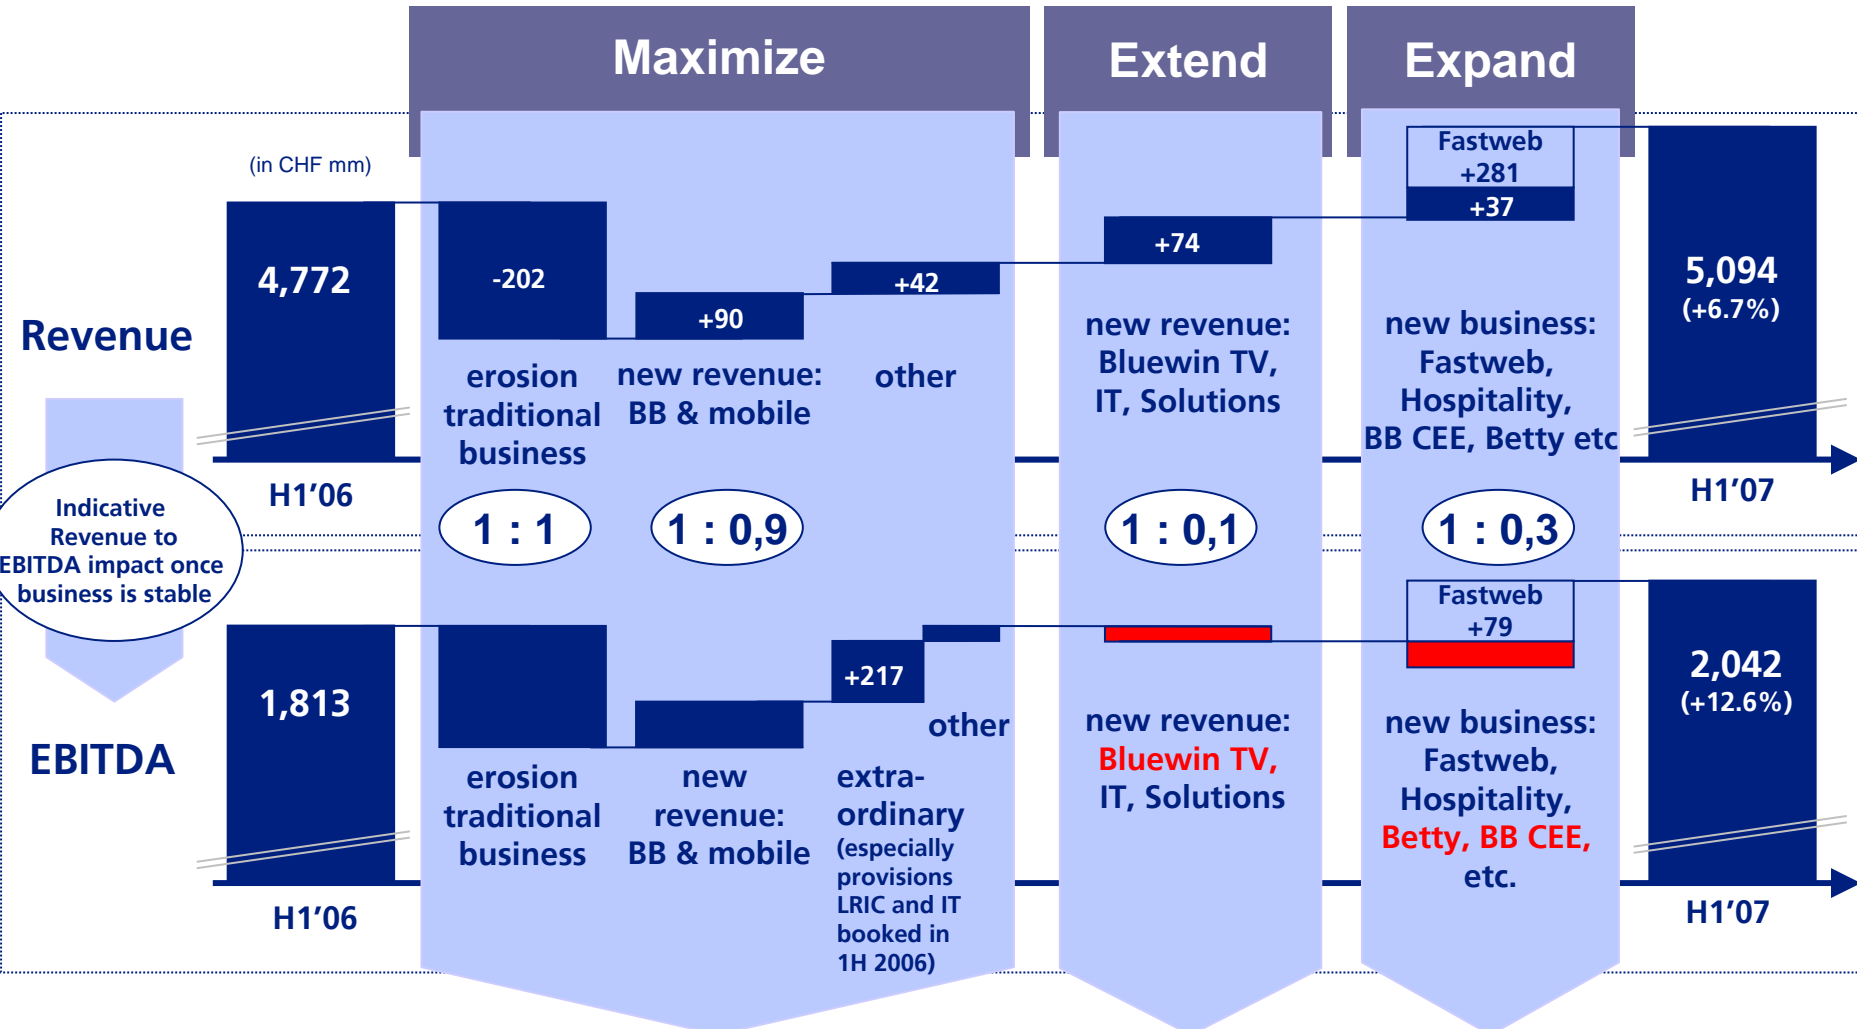 Maximize
Extend
Expand
(in CHF mm)
Revenue
4,772
-202
+90
+42
+74
Fastweb
+281
+37
5,094
(+6.7%)
erosion
traditional
business
new revenue:
BB & mobile
other
new revenue:
Bluewin TV,
IT, Solutions
new business:
Fastweb,
Hospitality,
BB CEE, Betty etc
H1'06
H1'07
Indicative
Revenue to
EBITDA impact once
business is stable
1 : 1
1 : 0,9
1 : 0,1
1 : 0,3
EBITDA
1,813
+217
Fastweb
+79
2,042
(+12.6%)
erosion
traditional
business
new
revenue:
BB & mobile
extra-
ordinary
(especially
provisions
LRIC and IT
booked in
1H 2006)
other
new revenue:
Bluewin TV,
IT, Solutions
new business:
Fastweb,
Hospitality,
Betty, BB CEE,
etc.
H1'06
H1'07